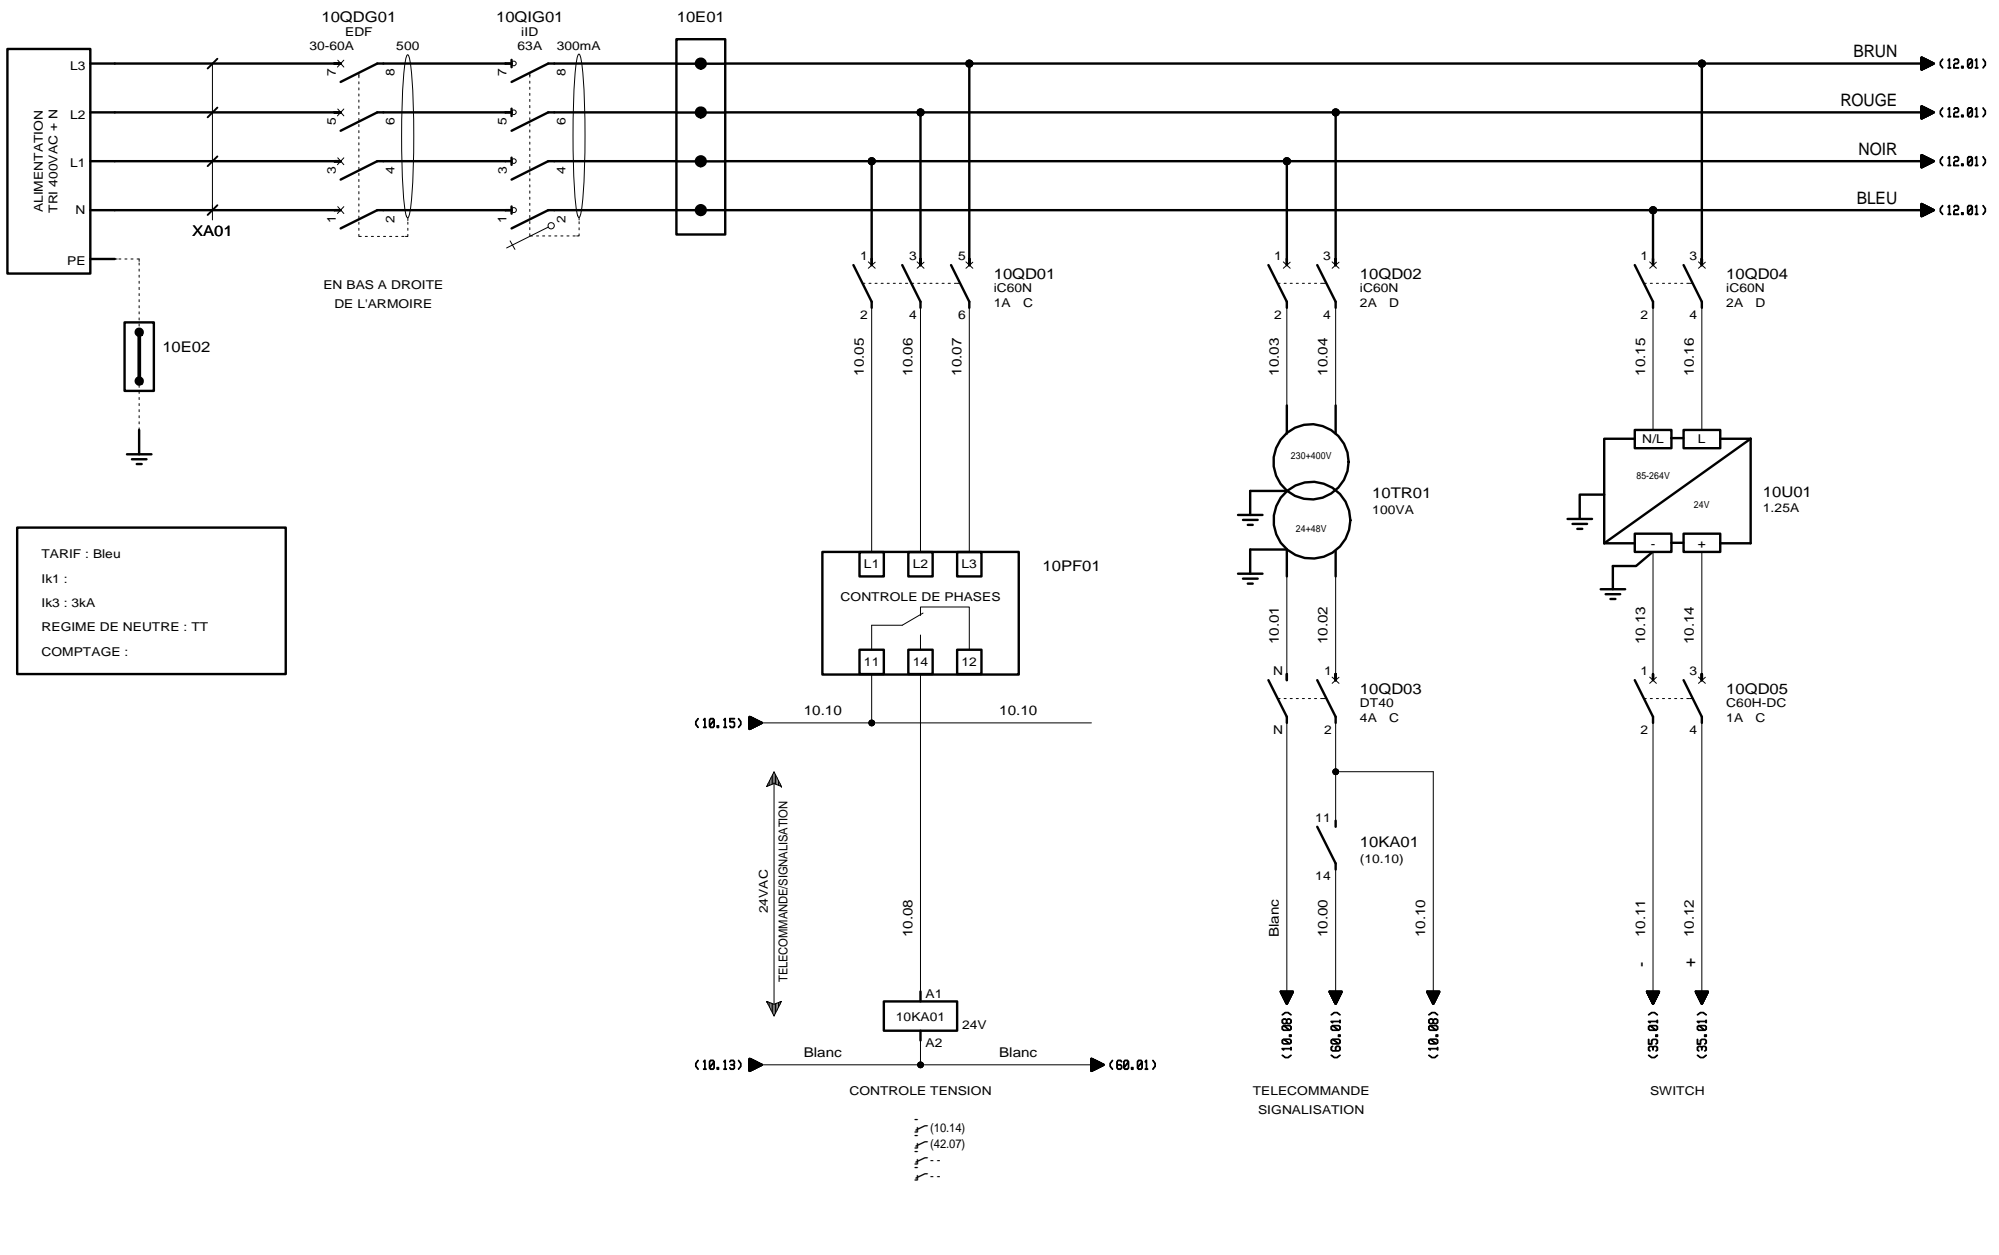 10QDG01
EDF
30-60A 500
10QIG01
iID
63A 300mA
10E01
ALIMENTATION
TRI 400VAC + N
L3
L2
L1
N
PE
7 8
5 6
3 4
1 2
7 8
5 6
3 4
1 2
XA01
BRUN (12.01)
ROUGE (12.01)
NOIR (12.01)
BLEU (12.01)
EN BAS A DROITE
DE L'ARMOIRE
10E02
TARIF : Bleu
Ik1 :
Ik3 : 3kA
REGIME DE NEUTRE : TT
COMPTAGE :
1 3 5
10QD01
iC60N
1A C
2 4 6
10.05 10.06 10.07
L1 L2 L3
10PF01
CONTROLE DE PHASES
11 14 12
(10.15) 10.10 10.10
24VAC
TELECOMMANDE/SIGNALISATION
10.08
A1
10KA01
24V
A2
(10.13) Blanc Blanc (60.01)
CONTROLE TENSION
(10.14)
(42.07)
--
--
1 3
10QD02
iC60N
2A D
2 4
10.03 10.04
230+400V
10TR01
100VA
24+48V
10.01 10.02
N 1
10QD03
DT40
4A C
N 2
11
10KA01
(10.10)
14
Blanc 10.00 10.10
(10.08) (60.01) (10.08)
TELECOMMANDE
SIGNALISATION
1 3
10QD04
iC60N
2A D
2 4
10.15 10.16
N/L L
85-264V
10U01
1.25A
24V
- +
10.13 10.14
1 3
10QD05
C60H-DC
1A C
2 4
10.11 10.12
- +
(35.01) (35.01)
SWITCH